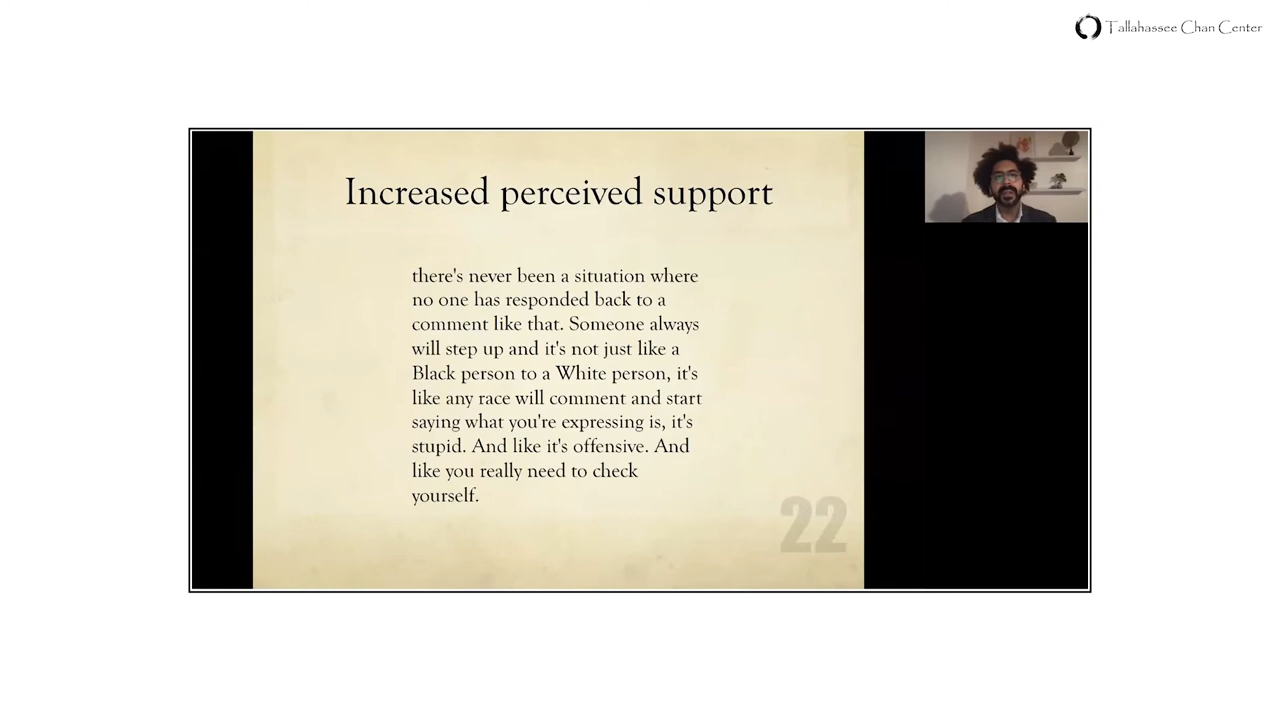 Tallahassee Chan Center
Increased perceived support
there's never been a situation where
no one has responded back to a
comment like that. Someone always
will step up and it's not just like a
Black person to a White person, it's
like any race will comment and start
saying what you're expressing is, it's
stupid. And like it's offensive. And
like you really need to check
yourself.
22